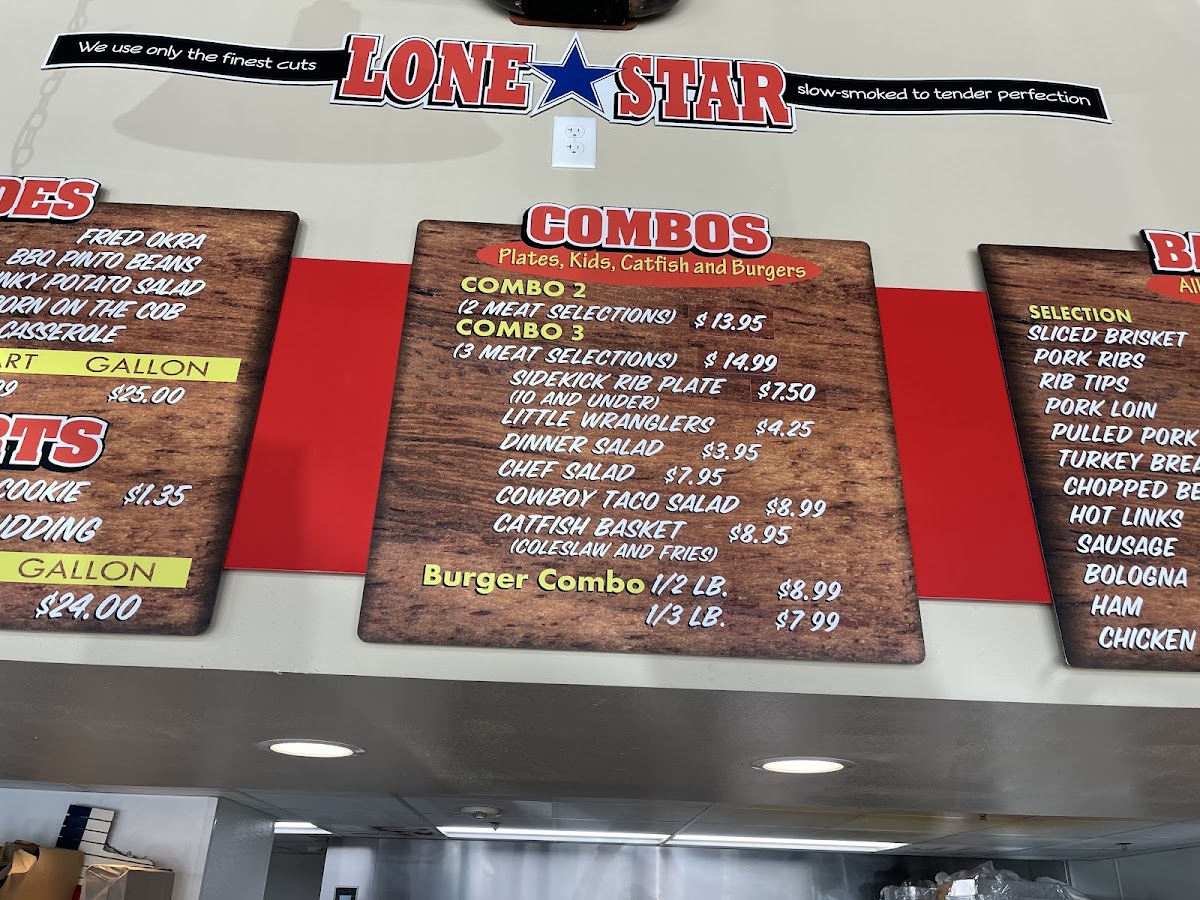 We use only the finest cuts LONE STAR slow-smoked to tender perfection
FRIED OKRA
BBQ PINTO BEANS
POTATO SALAD
ON THE COB
CASSEROLE
GALLON
$25.00
COOKIE $1.35
GALLON
$24.00
COMBOS
Plates, Kids, Catfish and Burgers
COMBO 2
(2 MEAT SELECTIONS) $13.95
COMBO 3
(3 MEAT SELECTIONS) $14.99
SIDEKICK RIB PLATE $7.50
(10 AND UNDER)
LITTLE WRANGLERS $4.25
DINNER SALAD $3.95
CHEF SALAD $7.95
COWBOY TACO SALAD $8.99
CATFISH BASKET $8.95
(COLESLAW AND FRIES)
Burger Combo 1/2 LB. $8.99
1/3 LB. $7.99
SELECTION
SLICED BRISKET
PORK RIBS
RIB TIPS
PORK LOIN
PULLED PORK
TURKEY
CHOPPED
HOT LINKS
SAUSAGE
BOLOGNA
HAM
CHICKEN